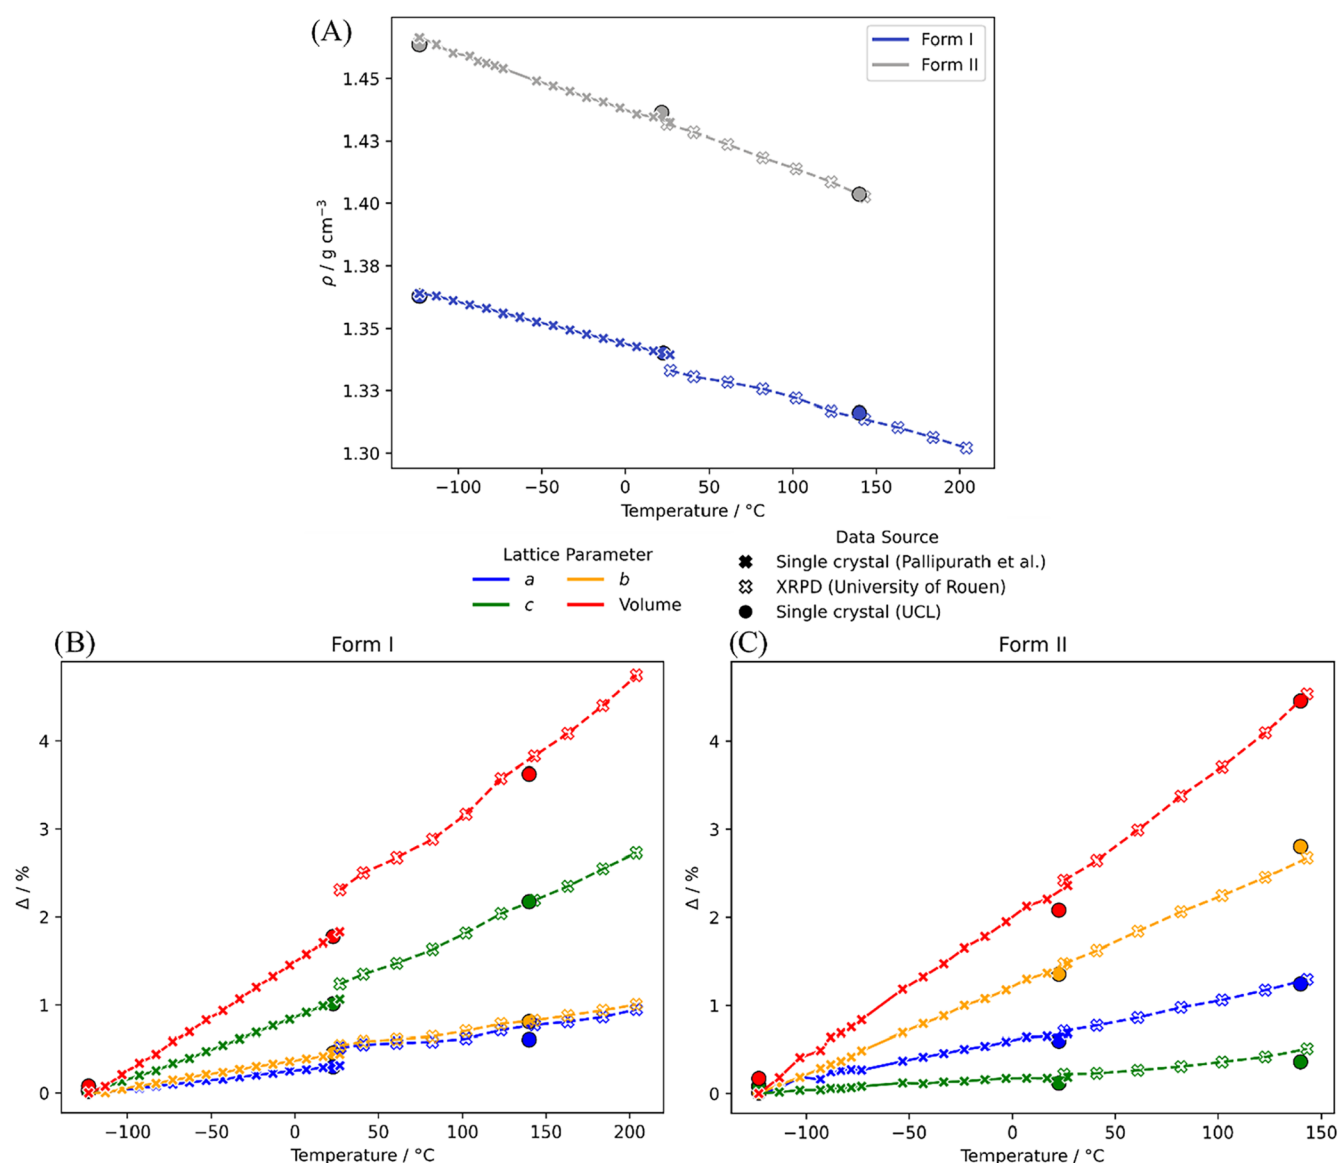 (A)
Form I
Form II
1.45
1.43
1.40
1.38
1.35
1.33
1.30
ρ / g cm⁻³
−100 −50 0 50 100 150 200
Temperature / °C
Lattice Parameter
a b
c Volume
Data Source
Single crystal (Pallipurath et al.)
XRPD (University of Rouen)
Single crystal (UCL)
(B) Form I
4
3
2
1
0
Δ / %
−100 −50 0 50 100 150 200
Temperature / °C
(C) Form II
4
3
2
1
0
Δ / %
−100 −50 0 50 100 150
Temperature / °C